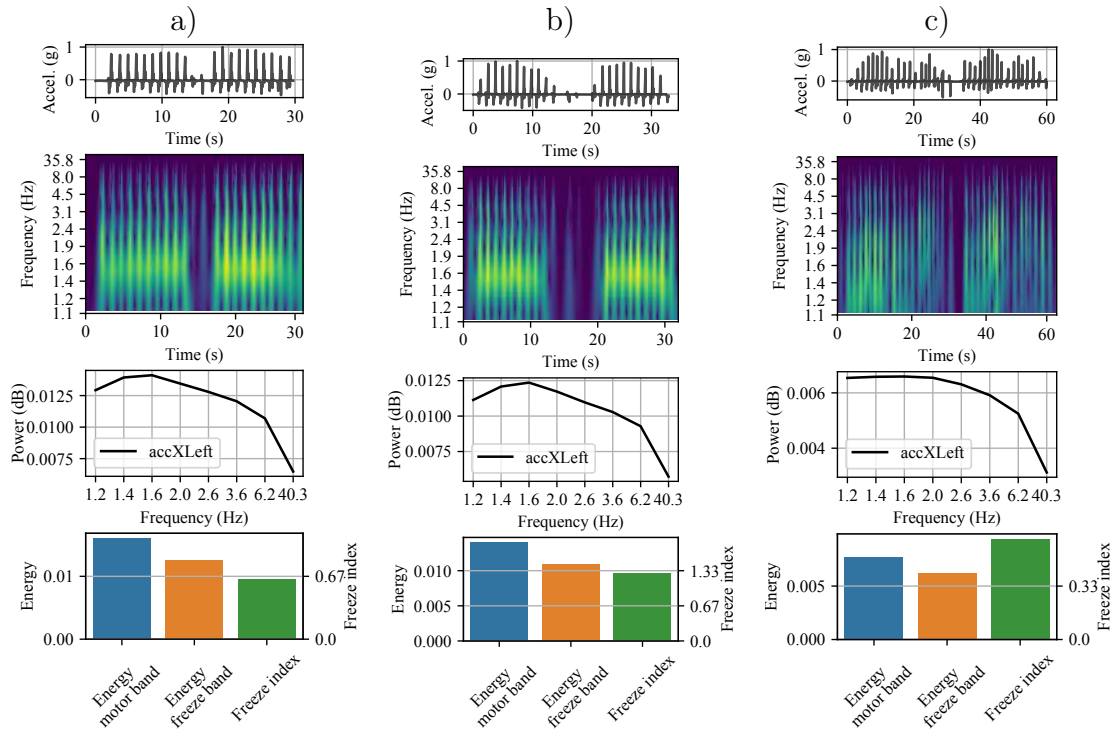 a)
Accel. (g)
1
0
0 10 20 30
Time (s)
Frequency (Hz)
35.8
8.0
4.5
3.1
2.4
1.9
1.6
1.4
1.2
1.1
0 10 20 30
Time (s)
Power (dB)
0.0125
0.0100
0.0075
accXLeft
1.2 1.4 1.6 2.0 2.6 3.6 6.2 40.3
Frequency (Hz)
Energy
0.01
0.00
0.67
0.0
Freeze index
Energy
motor band
Energy
freeze band
Freeze index
b)
Accel. (g)
1
0
0 10 20 30
Time (s)
Frequency (Hz)
35.8
8.0
4.5
3.1
2.4
1.9
1.6
1.4
1.2
1.1
0 10 20 30
Time (s)
Power (dB)
0.0125
0.0100
0.0075
accXLeft
1.2 1.4 1.6 2.0 2.6 3.6 6.2 40.3
Frequency (Hz)
Energy
0.010
0.005
0.000
1.33
0.67
0.0
Freeze index
Energy
motor band
Energy
freeze band
Freeze index
c)
Accel. (g)
1
0
0 20 40 60
Time (s)
Frequency (Hz)
35.8
8.0
4.5
3.1
2.4
1.9
1.6
1.4
1.2
1.1
0 20 40 60
Time (s)
Power (dB)
0.006
0.004
accXLeft
1.2 1.4 1.6 2.0 2.6 3.6 6.2 40.3
Frequency (Hz)
Energy
0.005
0.000
0.33
0.0
Freeze index
Energy
motor band
Energy
freeze band
Freeze index